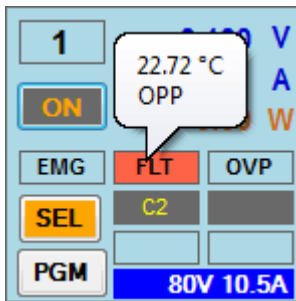 1
V
22.72 °C
OPP
A
ON
W
EMG
FLT
OVP
SEL
C2
PGM
80V 10.5A